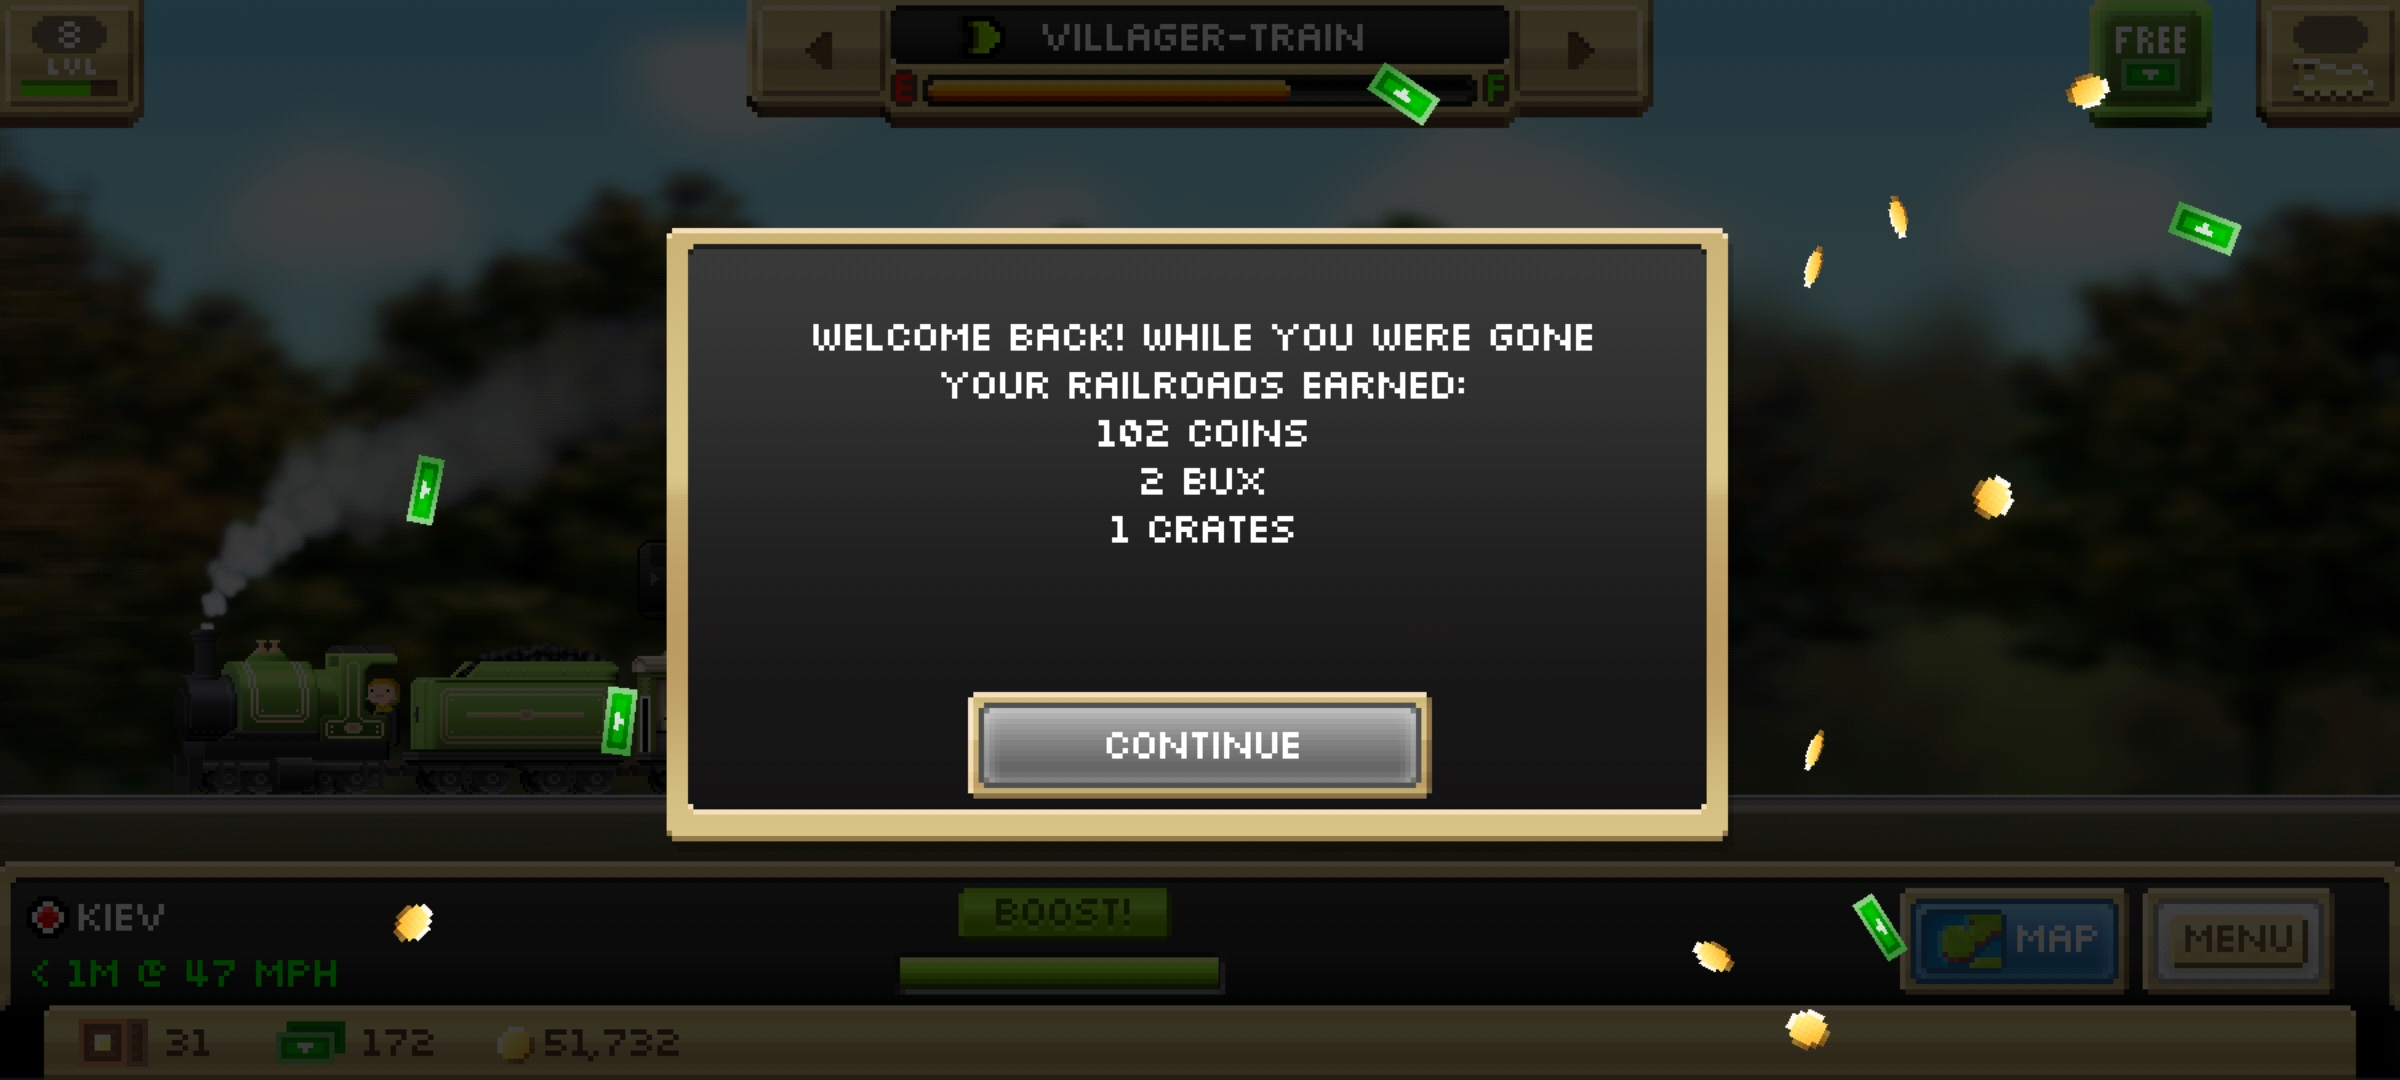 8
LVL
VILLAGER-TRAIN
E
F
FREE
WELCOME BACK! WHILE YOU WERE GONE
YOUR RAILROADS EARNED:
102 COINS
2 BUX
1 CRATES
CONTINUE
KIEV
< 1M @ 47 MPH
BOOST!
MAP
MENU
31
172
51,732